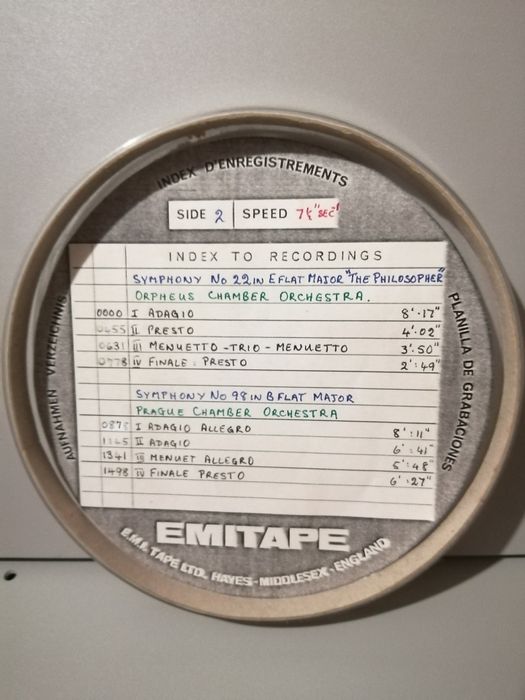 INDEX D'ENREGISTREMENTS
SIDE 2 SPEED 7½"SEC'
AUFNAHMEN VERZEICHNIS
PLANILLA DE GRABACIONES
INDEX TO RECORDINGS
SYMPHONY No 22 IN E FLAT MAJOR "THE PHILOSOPHER"
ORPHEUS CHAMBER ORCHESTRA.
0000 I ADAGIO 8'·17"
0455 II PRESTO 4'·02"
0631 III MENUETTO-TRIO-MENUETTO 3'·50"
0778 IV FINALE PRESTO 2':49"
SYMPHONY No 98 IN B FLAT MAJOR
PRAGUE CHAMBER ORCHESTRA
I ADAGIO ALLEGRO 8':11"
1165 II ADAGIO 6':41"
1341 III MENUET ALLEGRO 5':48"
1498 IV FINALE PRESTO 6':27"
EMITAPE
E.M.I. TAPE LTD. HAYES-MIDDLESEX-ENGLAND